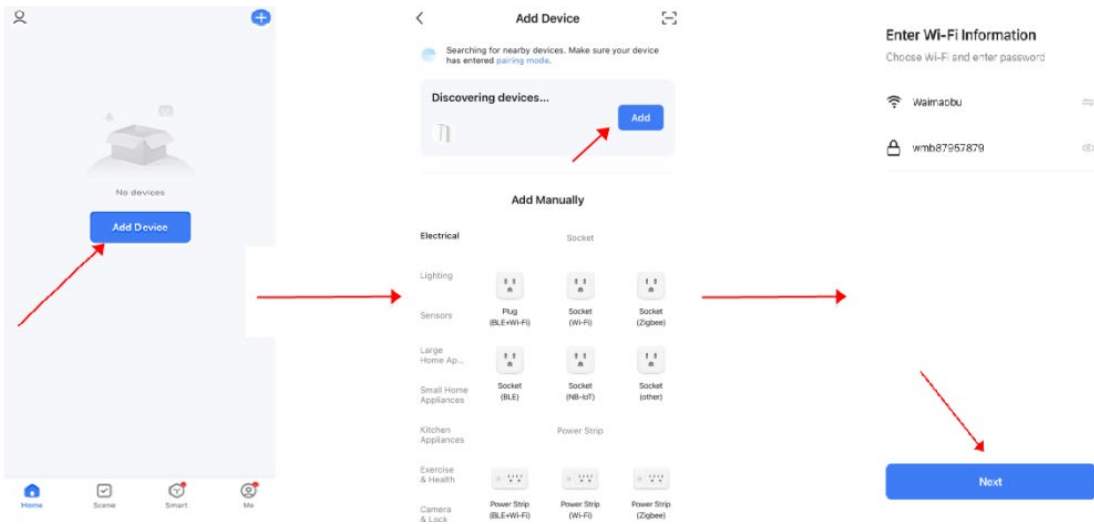 No devices
Add Device
Home
Scene
Smart
Me
Add Device
Searching for nearby devices. Make sure your device
has entered pairing mode.
Discovering devices...
Add
Add Manually
Electrical
Socket
Lighting
Plug
(BLE+Wi-Fi)
Socket
(Wi-Fi)
Socket
(Zigbee)
Sensors
Large
Home Ap...
Socket
(BLE)
Socket
(NB-IoT)
Socket
(other)
Small Home
Appliances
Kitchen
Appliances
Power Strip
Exercise
& Health
Power Strip
(BLE+Wi-Fi)
Power Strip
(Wi-Fi)
Power Strip
(Zigbee)
Camera
& Lock
Enter Wi-Fi Information
Choose Wi-Fi and enter password
Waimaobu
wmb87957879
Next